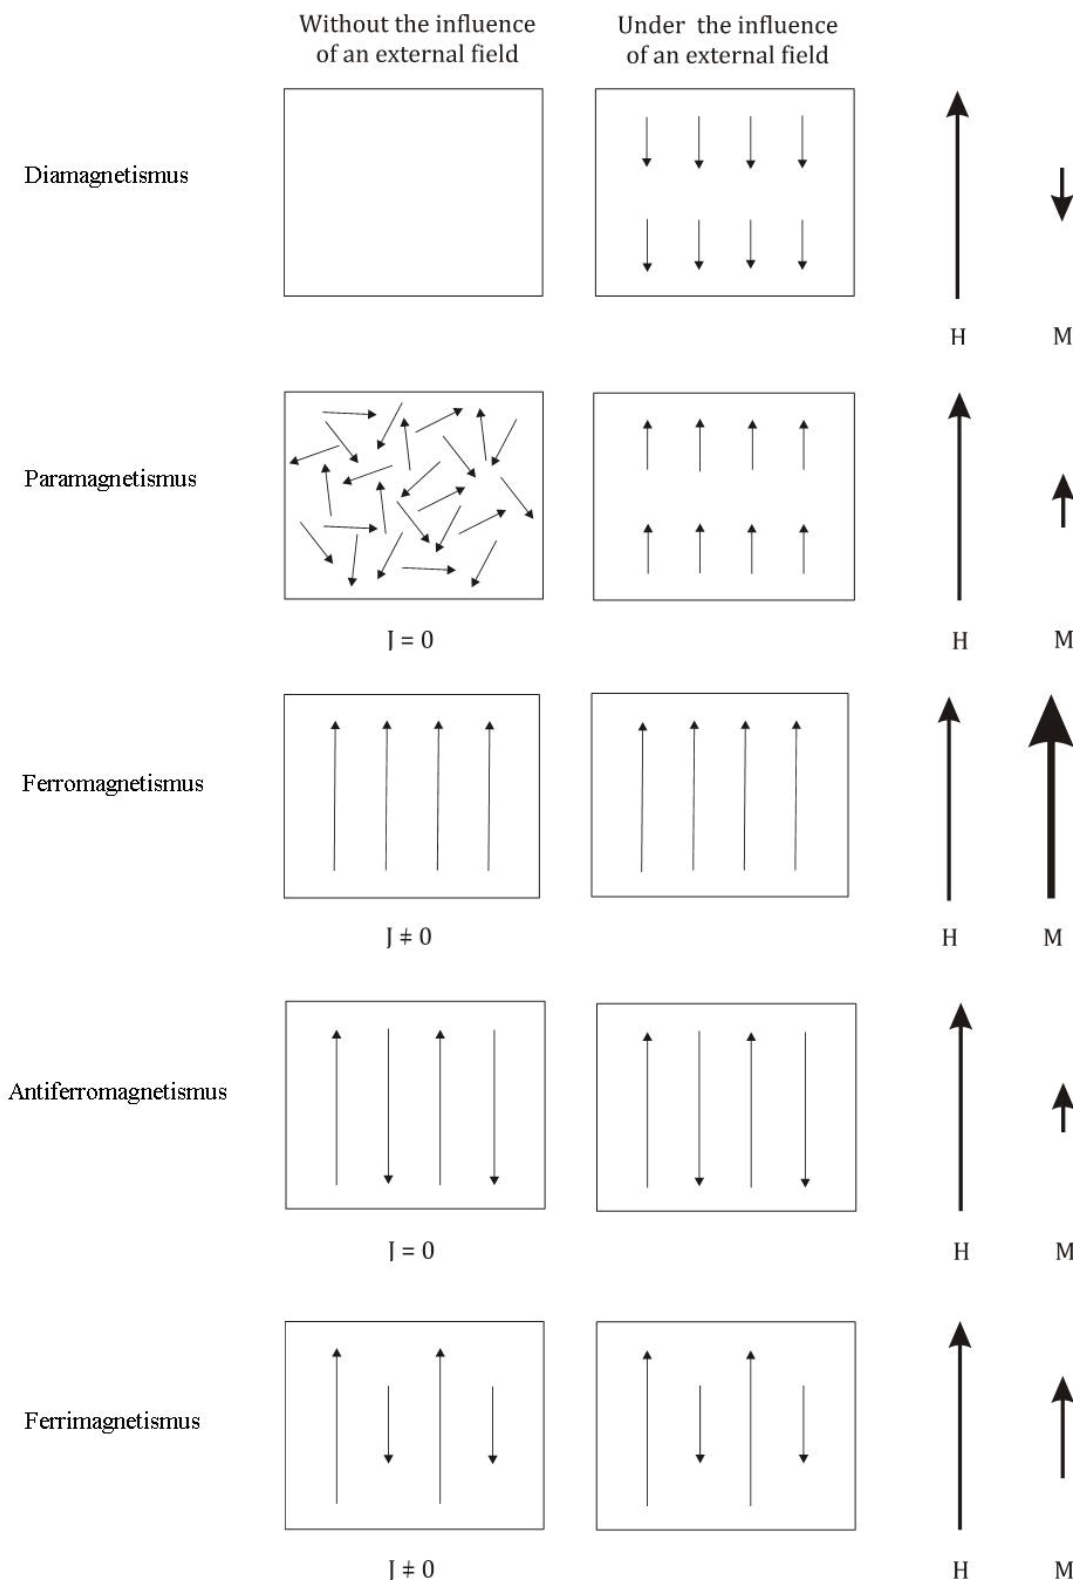 Without the influence
of an external field
Under the influence
of an external field
Diamagnetismus
H
M
Paramagnetismus
J = 0
H
M
Ferromagnetismus
J ≠ 0
H
M
Antiferromagnetismus
J = 0
H
M
Ferrimagnetismus
J ≠ 0
H
M